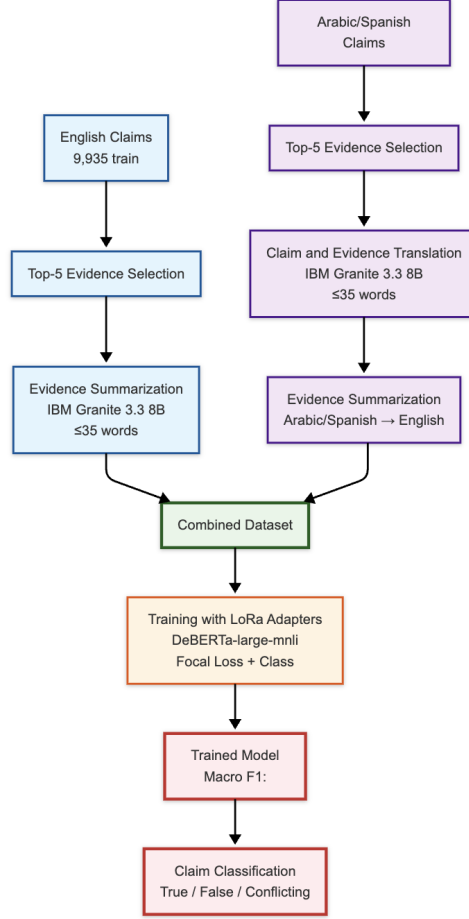 Arabic/Spanish
Claims
English Claims
9,935 train
Top-5 Evidence Selection
Claim and Evidence Translation
IBM Granite 3.3 8B
≤35 words
Top-5 Evidence Selection
Evidence Summarization
IBM Granite 3.3 8B
≤35 words
Evidence Summarization
Arabic/Spanish → English
Combined Dataset
Training with LoRa Adapters
DeBERTa-large-mnli
Focal Loss + Class
Trained Model
Macro F1:
Claim Classification
True / False / Conflicting